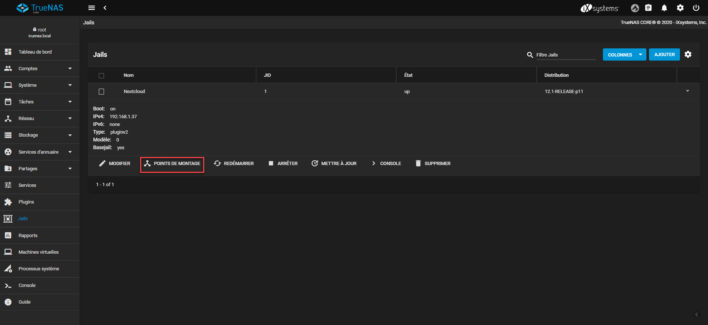 TrueNAS
CORE
iXsystems
root
truenas.local
Jails
TrueNAS CORE® © 2020 - iXsystems, Inc.
Tableau de bord
Comptes
Système
Tâches
Réseau
Stockage
Services d'annuaire
Partages
Services
Plugins
Jails
Rapports
Machines virtuelles
Processus système
Console
Guide
Jails
Filtre Jails
COLONNES
AJOUTER
Nom JID État Distribution
Nextcloud 1 up 12.1-RELEASE-p11
Boot: on
IPv4: 192.168.1.37
IPv6: none
Type: pluginv2
Modèle: 0
Basejail: yes
MODIFIER POINTS DE MONTAGE REDÉMARRER ARRÊTER METTRE À JOUR CONSOLE SUPPRIMER
1 - 1 of 1